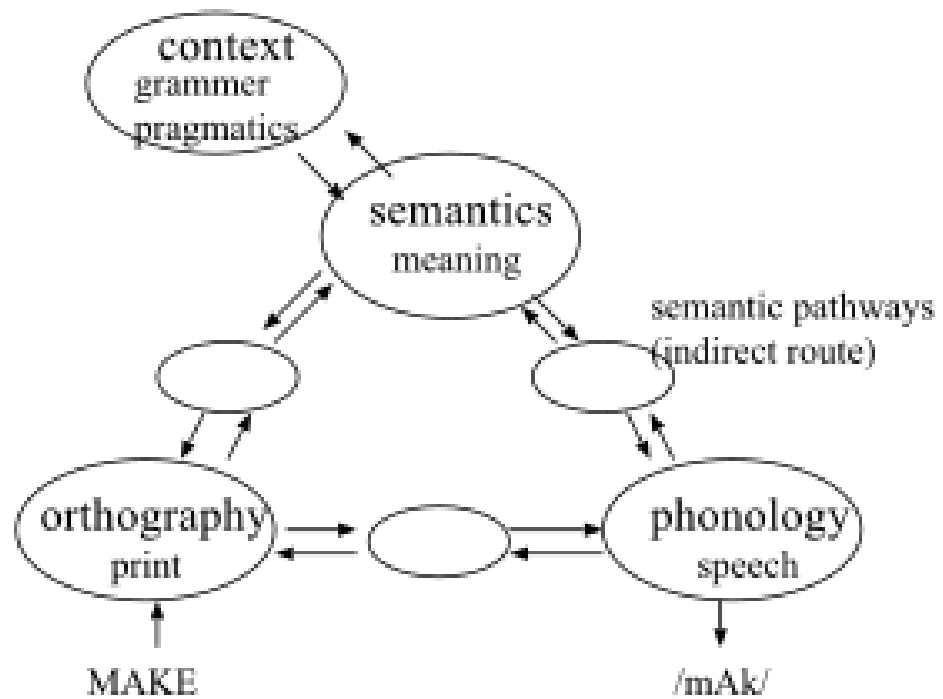 context
grammer
pragmatics
semantics
meaning
semantic pathways
(indirect route)
orthography
print
phonology
speech
MAKE
/mAk/